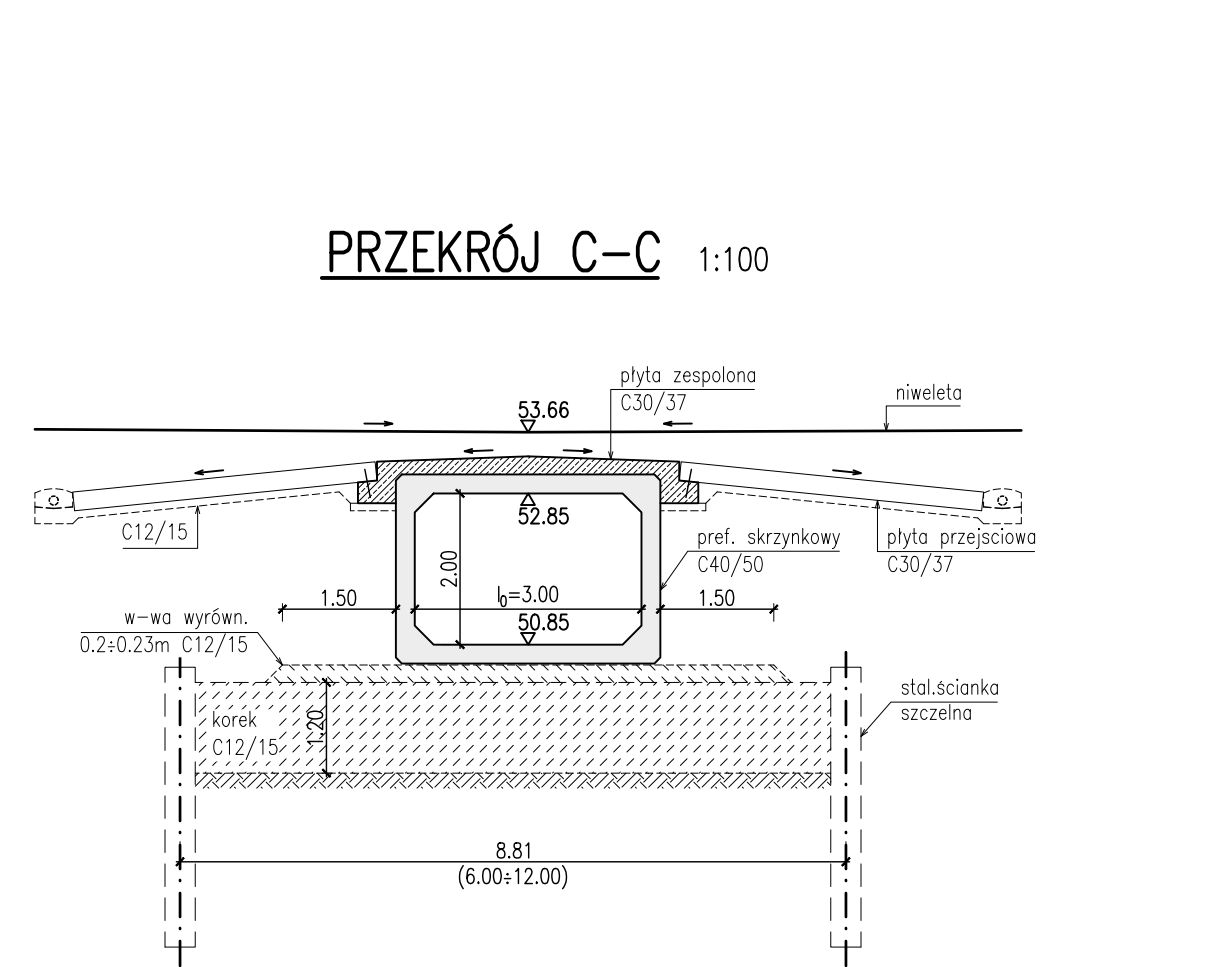 PRZEKRÓJ C-C 1:100
płyta zespolona
C30/37
niweleta
53.66
52.85
C12/15
pref. skrzynkowy
C40/50
płyta przejsciowa
C30/37
2.00
1.50
l₀=3.00
1.50
50.85
w-wa wyrówn.
0.2÷0.23m C12/15
stal.ścianka
szczelna
korek
C12/15
1.20
8.81
(6.00÷12.00)